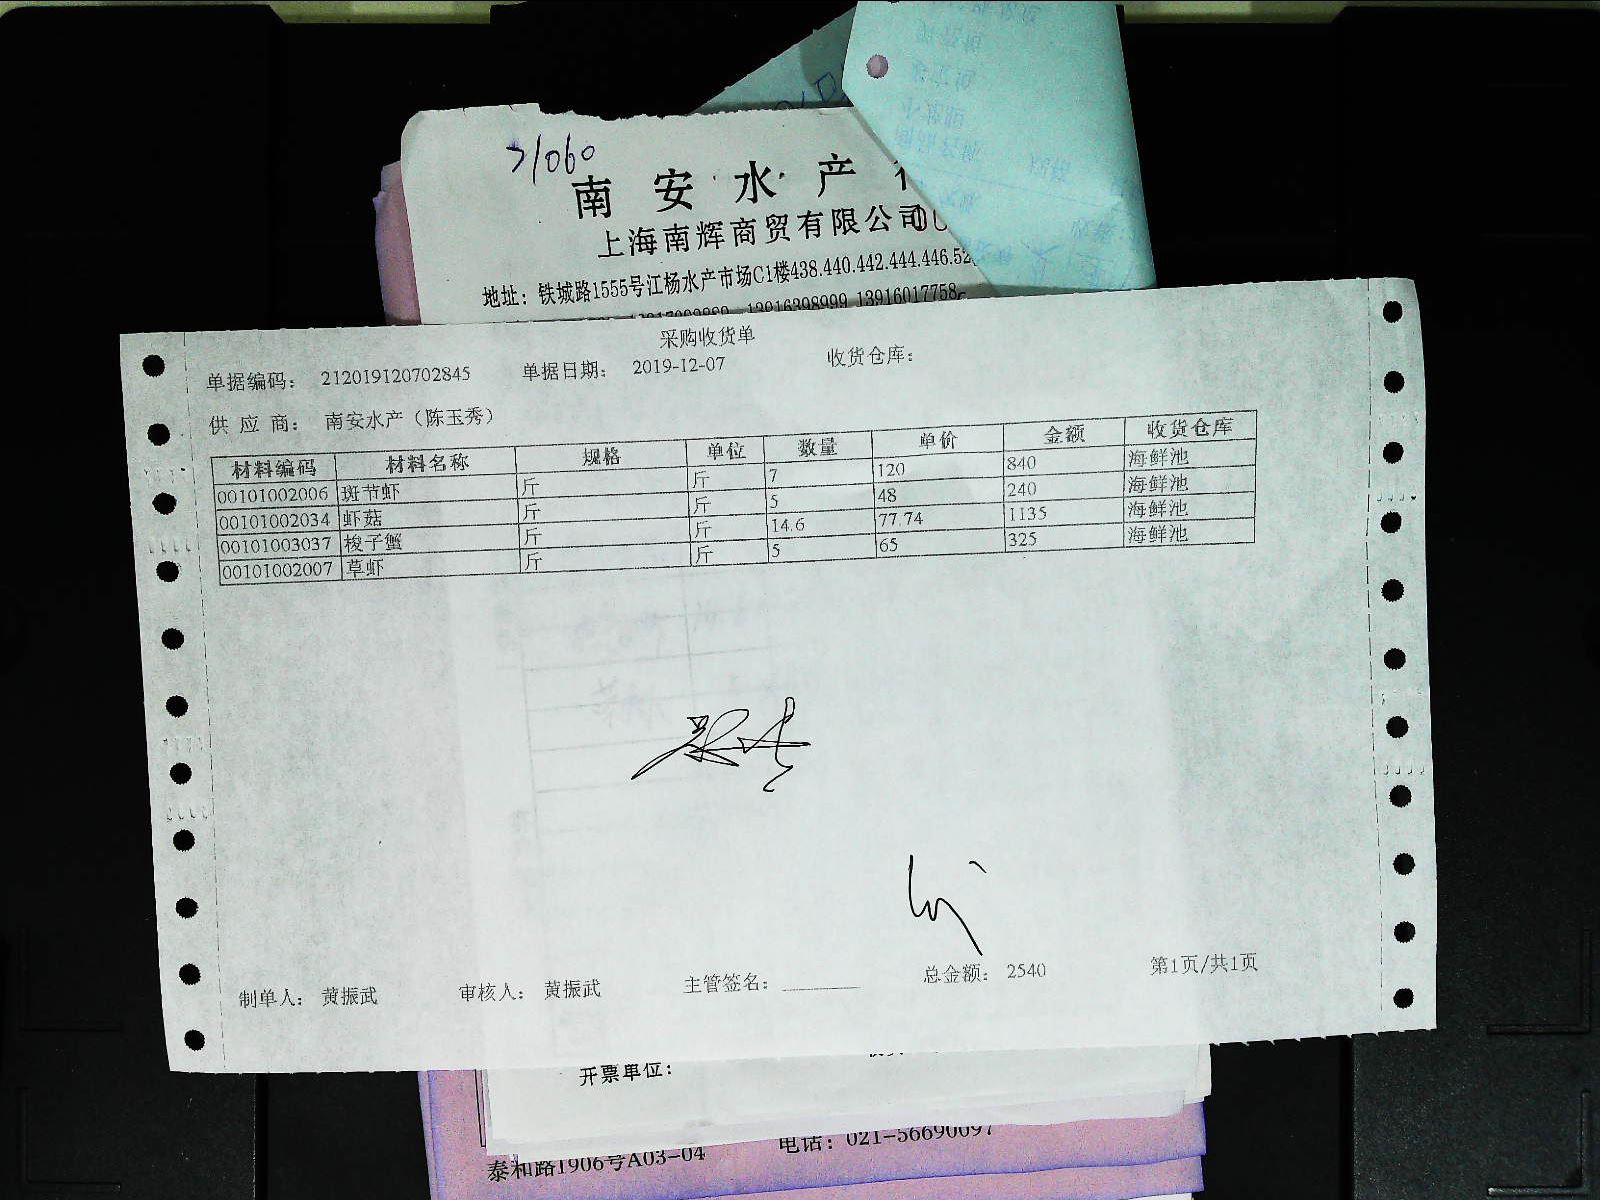 31060
南安水产
上海南辉商贸有限公司
地址：铁城路1555号江杨水产市场C1楼438.440.442.444.446.52
13916398999 13916017758
采购收货单
单据编码： 212019120702845 单据日期： 2019-12-07 收货仓库：
供应商： 南安水产（陈玉秀）
材料编码 材料名称 规格 单位 数量 单价 金额 收货仓库
00101002006 斑节虾 斤 斤 7 120 840 海鲜池
00101002034 虾菇 斤 斤 5 48 240 海鲜池
00101003037 梭子蟹 斤 斤 14.6 77.74 1135 海鲜池
00101002007 草虾 斤 斤 5 65 325 海鲜池
制单人： 黄振武 审核人： 黄振武 主管签名： 总金额： 2540 第1页/共1页
开票单位：
泰和路1906号A03-04 电话：021-56690097